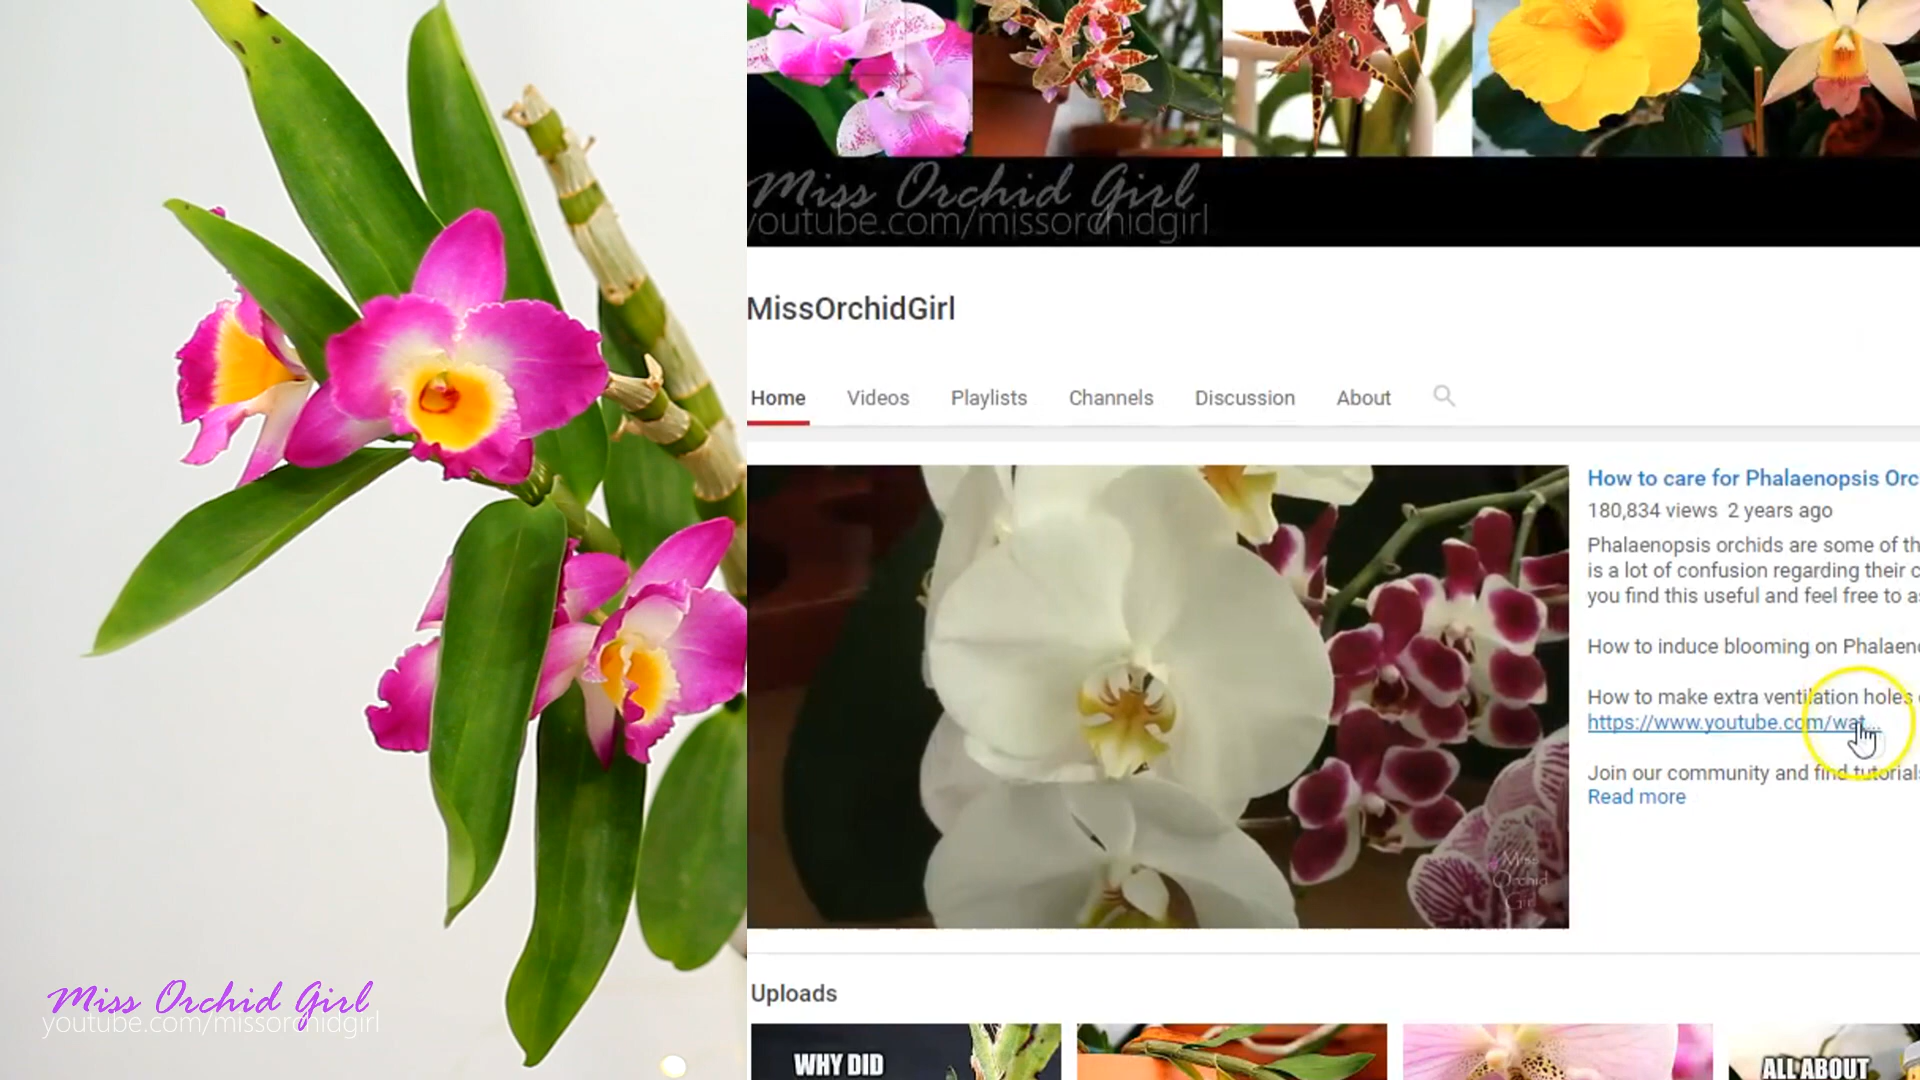 Miss Orchid Girl
youtube.com/missorchidgirl
MissOrchidGirl
Home Videos Playlists Channels Discussion About
How to care for Phalaenopsis Orc
180,834 views 2 years ago
Phalaenopsis orchids are some of th
is a lot of confusion regarding their c
you find this useful and feel free to a
How to induce blooming on Phalaen
How to make extra ventilation holes
https://www.youtube.com/wat...
Join our community and find tutorials
Read more
Miss
Orchid
Girl
Uploads
WHY DID
ALL ABOUT
Miss Orchid Girl
youtube.com/missorchidgirl